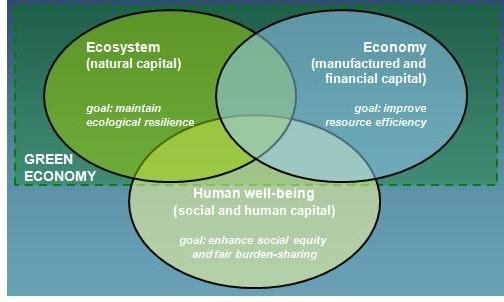 Ecosystem
(natural capital)
goal: maintain
ecological resilience
Economy
(manufactured and
financial capital)
goal: improve
resource efficiency
GREEN
ECONOMY
Human well-being
(social and human capital)
goal: enhance social equity
and fair burden-sharing